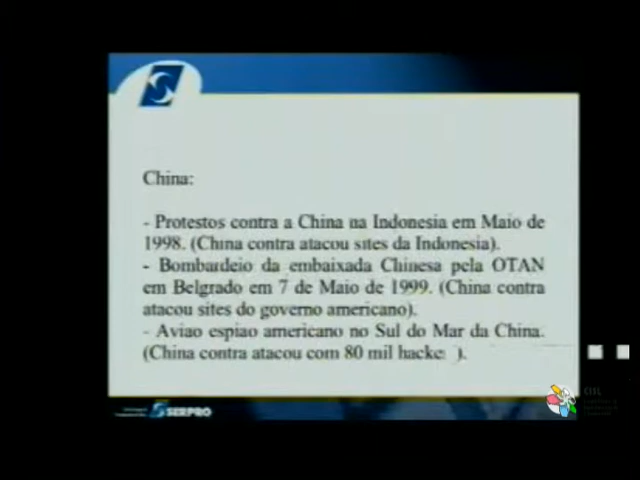 China:
- Protestos contra a China na Indonesia em Maio de
1998. (China contra atacou sites da Indonesia).
- Bombardeio da embaixada Chinesa pela OTAN
em Belgrado em 7 de Maio de 1999. (China contra
atacou sites do governo americano).
- Aviao espiao americano no Sul do Mar da China.
(China contra atacou com 80 mil hacke ).
SERPRO